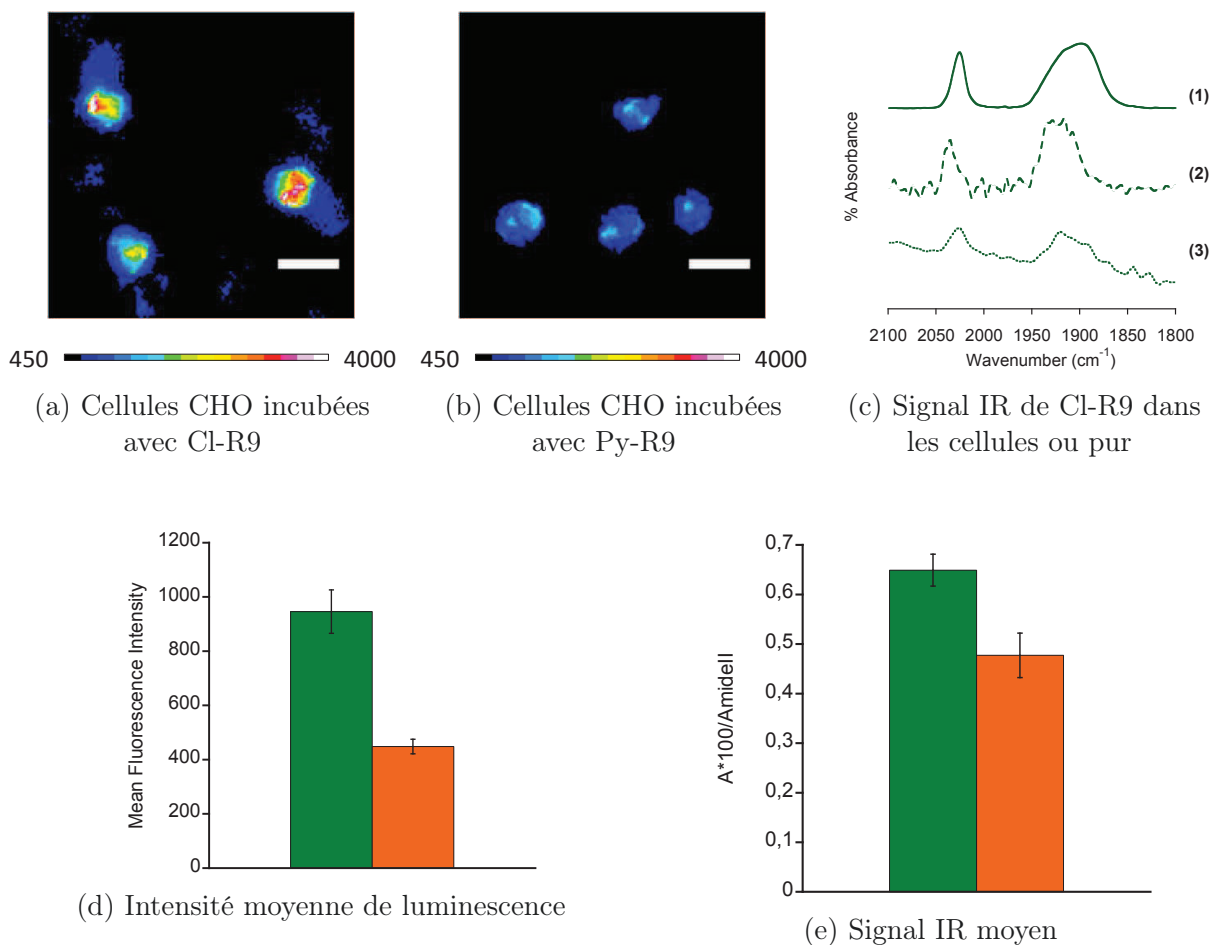 450 4000
450 4000
(a) Cellules CHO incubées
avec Cl-R9
(b) Cellules CHO incubées
avec Py-R9
% Absorbance
(1)
(2)
(3)
2100 2050 2000 1950 1900 1850 1800
Wavenumber (cm⁻¹)
(c) Signal IR de Cl-R9 dans
les cellules ou pur
Mean Fluorescence Intensity
1200
1000
800
600
400
200
0
(d) Intensité moyenne de luminescence
A*100/AmideII
0,7
0,6
0,5
0,4
0,3
0,2
0,1
0
(e) Signal IR moyen